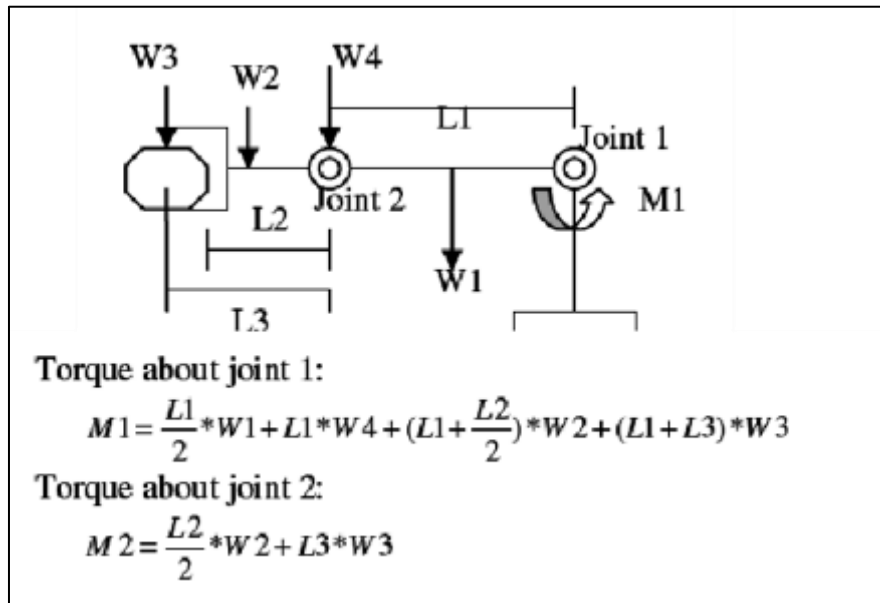 W3
W2
W4
L1
Joint 1
Joint 2
M1
L2
W1
L3
Torque about joint 1:
M1 = L1/2 * W1 + L1 * W4 + (L1 + L2/2) * W2 + (L1 + L3) * W3
Torque about joint 2:
M2 = L2/2 * W2 + L3 * W3